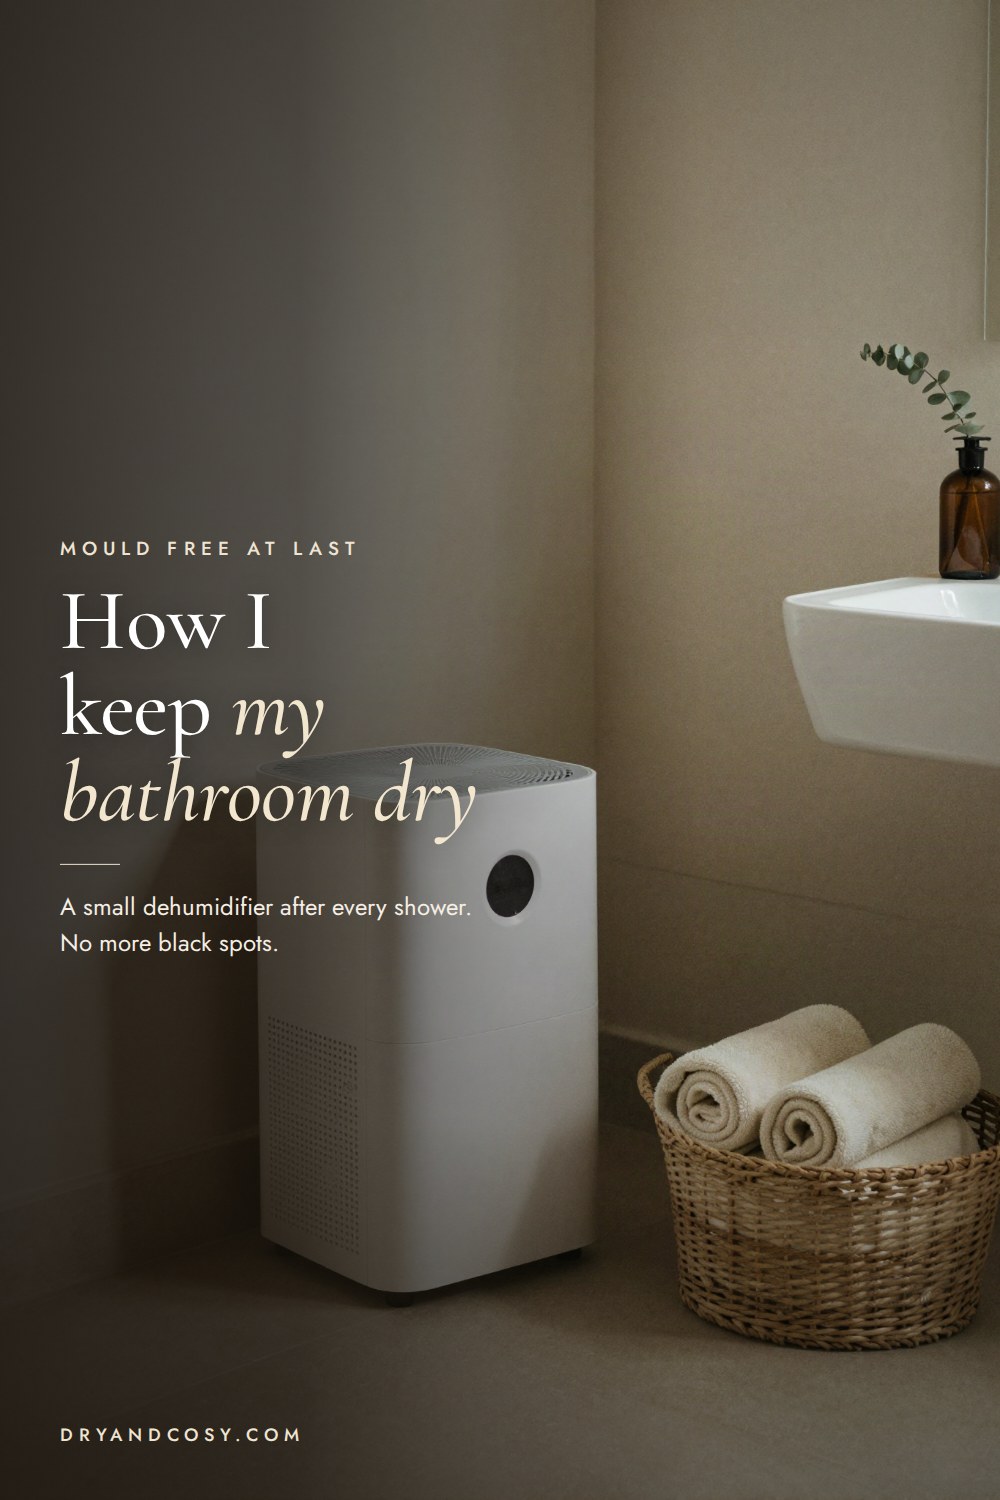 MOULD FREE AT LAST
How I
keep my
bathroom dry
A small dehumidifier after every shower.
No more black spots.
DRYANDCOSY.COM